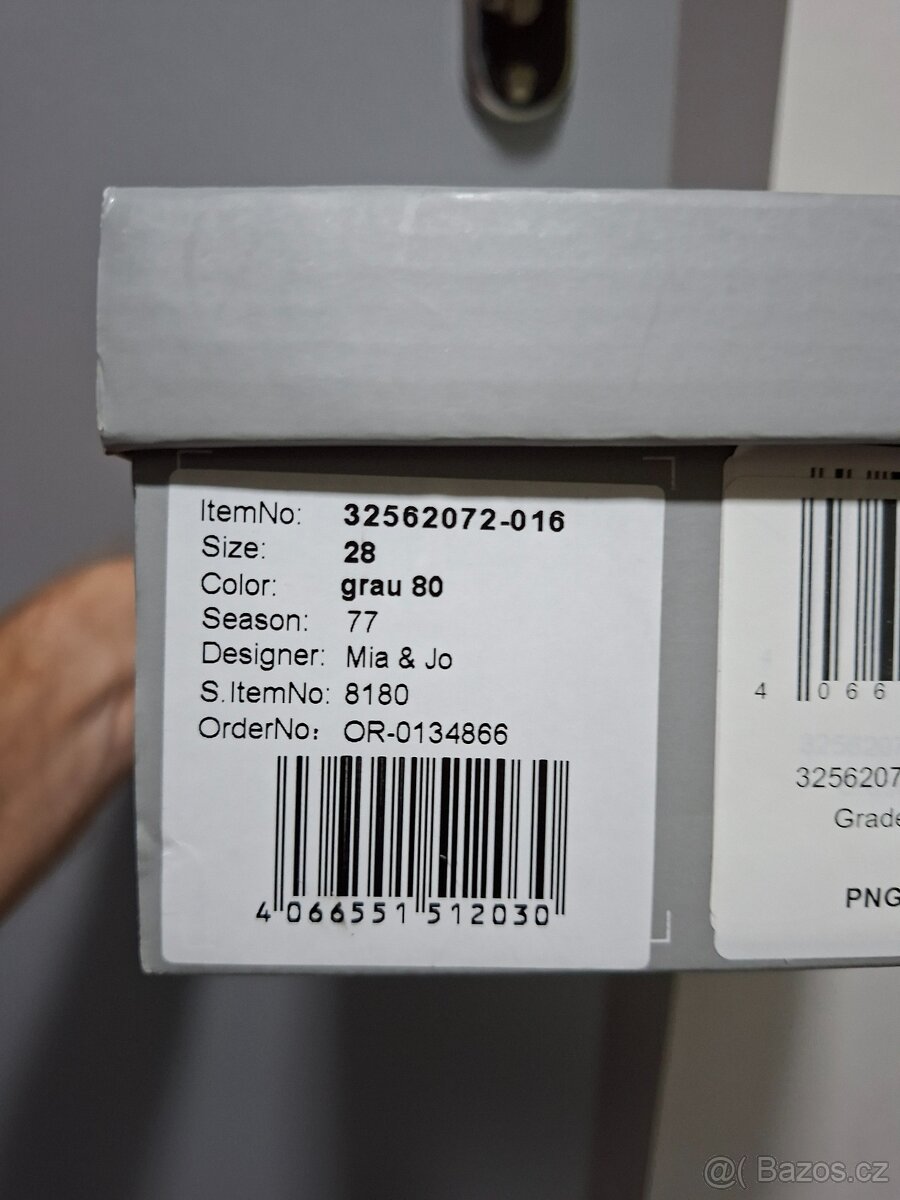 ItemNo: 32562072-016
Size: 28
Color: grau 80
Season: 77
Designer: Mia & Jo
S.ItemNo: 8180
OrderNo: OR-0134866
4 066551 512030
4 066
3256207
Grade
PNG
@( Bazos.cz